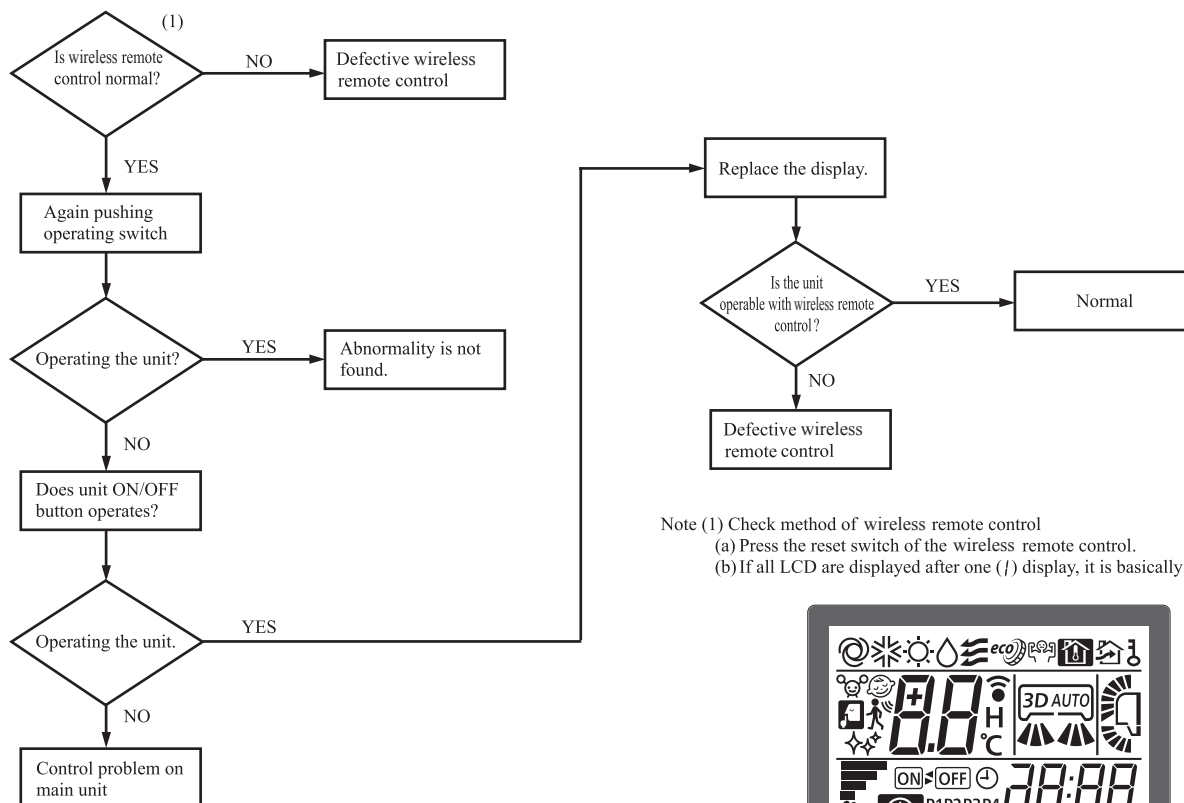 (1)
Is wireless remote
control normal?
NO
Defective wireless
remote control
YES
Again pushing
operating switch
Operating the unit?
YES
Abnormality is not
found.
NO
Does unit ON/OFF
button operates?
Operating the unit.
YES
NO
Control problem on
main unit
Replace the display.
Is the unit
operable with wireless remote
control ?
YES
Normal
NO
Defective wireless
remote control
Note (1) Check method of wireless remote control
(a) Press the reset switch of the wireless remote control.
(b) If all LCD are displayed after one (/) display, it is basically
eco
+8.8
H
°C
3D AUTO
ON OFF
28:88